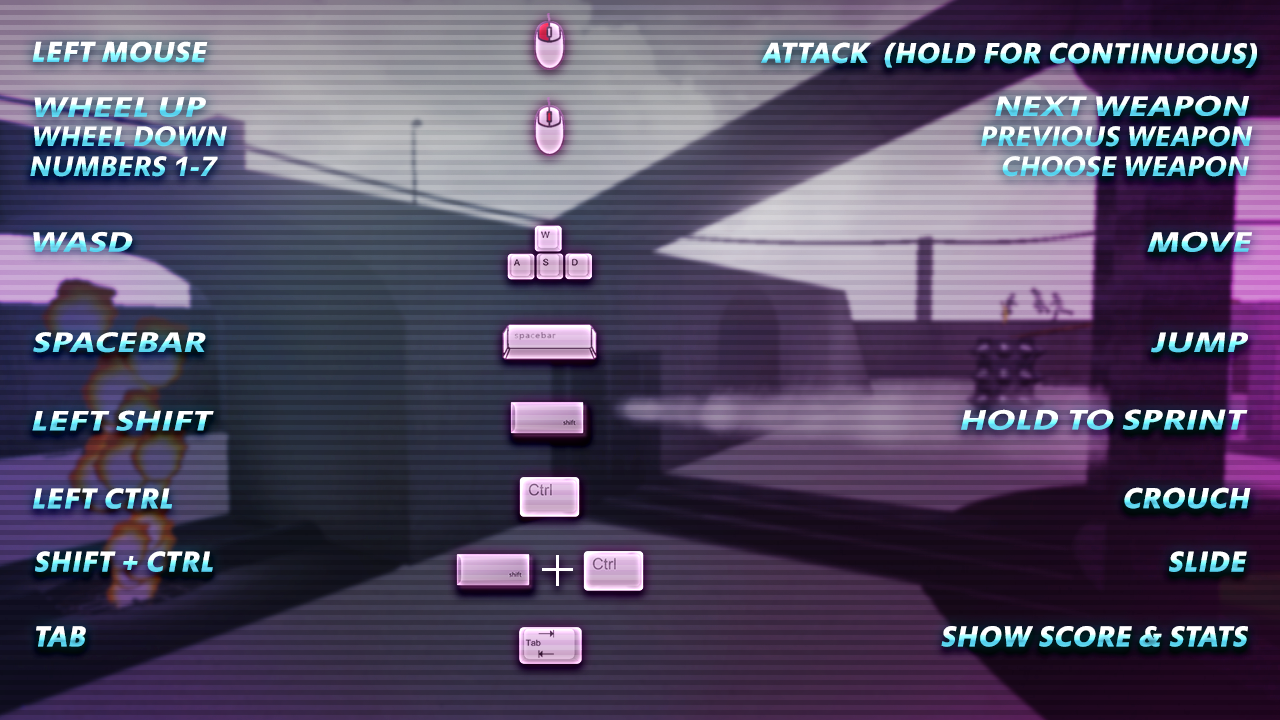 LEFT MOUSE
ATTACK (HOLD FOR CONTINUOUS)
WHEEL UP
NEXT WEAPON
WHEEL DOWN
PREVIOUS WEAPON
NUMBERS 1-7
CHOOSE WEAPON
WASD
W
A S D
MOVE
SPACEBAR
spacebar
JUMP
LEFT SHIFT
shift
HOLD TO SPRINT
LEFT CTRL
Ctrl
CROUCH
SHIFT + CTRL
shift + Ctrl
SLIDE
TAB
Tab
SHOW SCORE & STATS